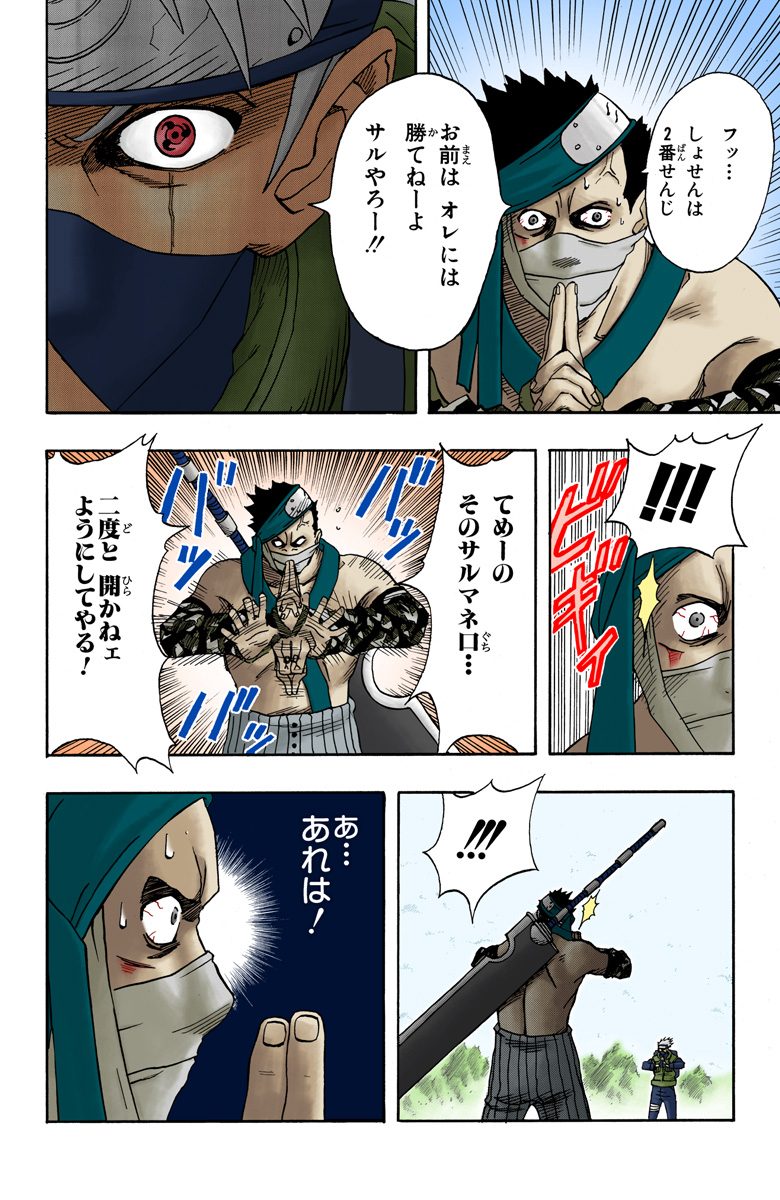 フッ…
しょせんは
2番せんじ
お前は オレには
勝てねーよ
サルやろー!!
!!!
ビギィ
てめーの
そのサルマネ口…
バッ
バッ
バッ
バッ
二度と 開かねェ
ようにしてやる!
!!!
あ…
あれは!